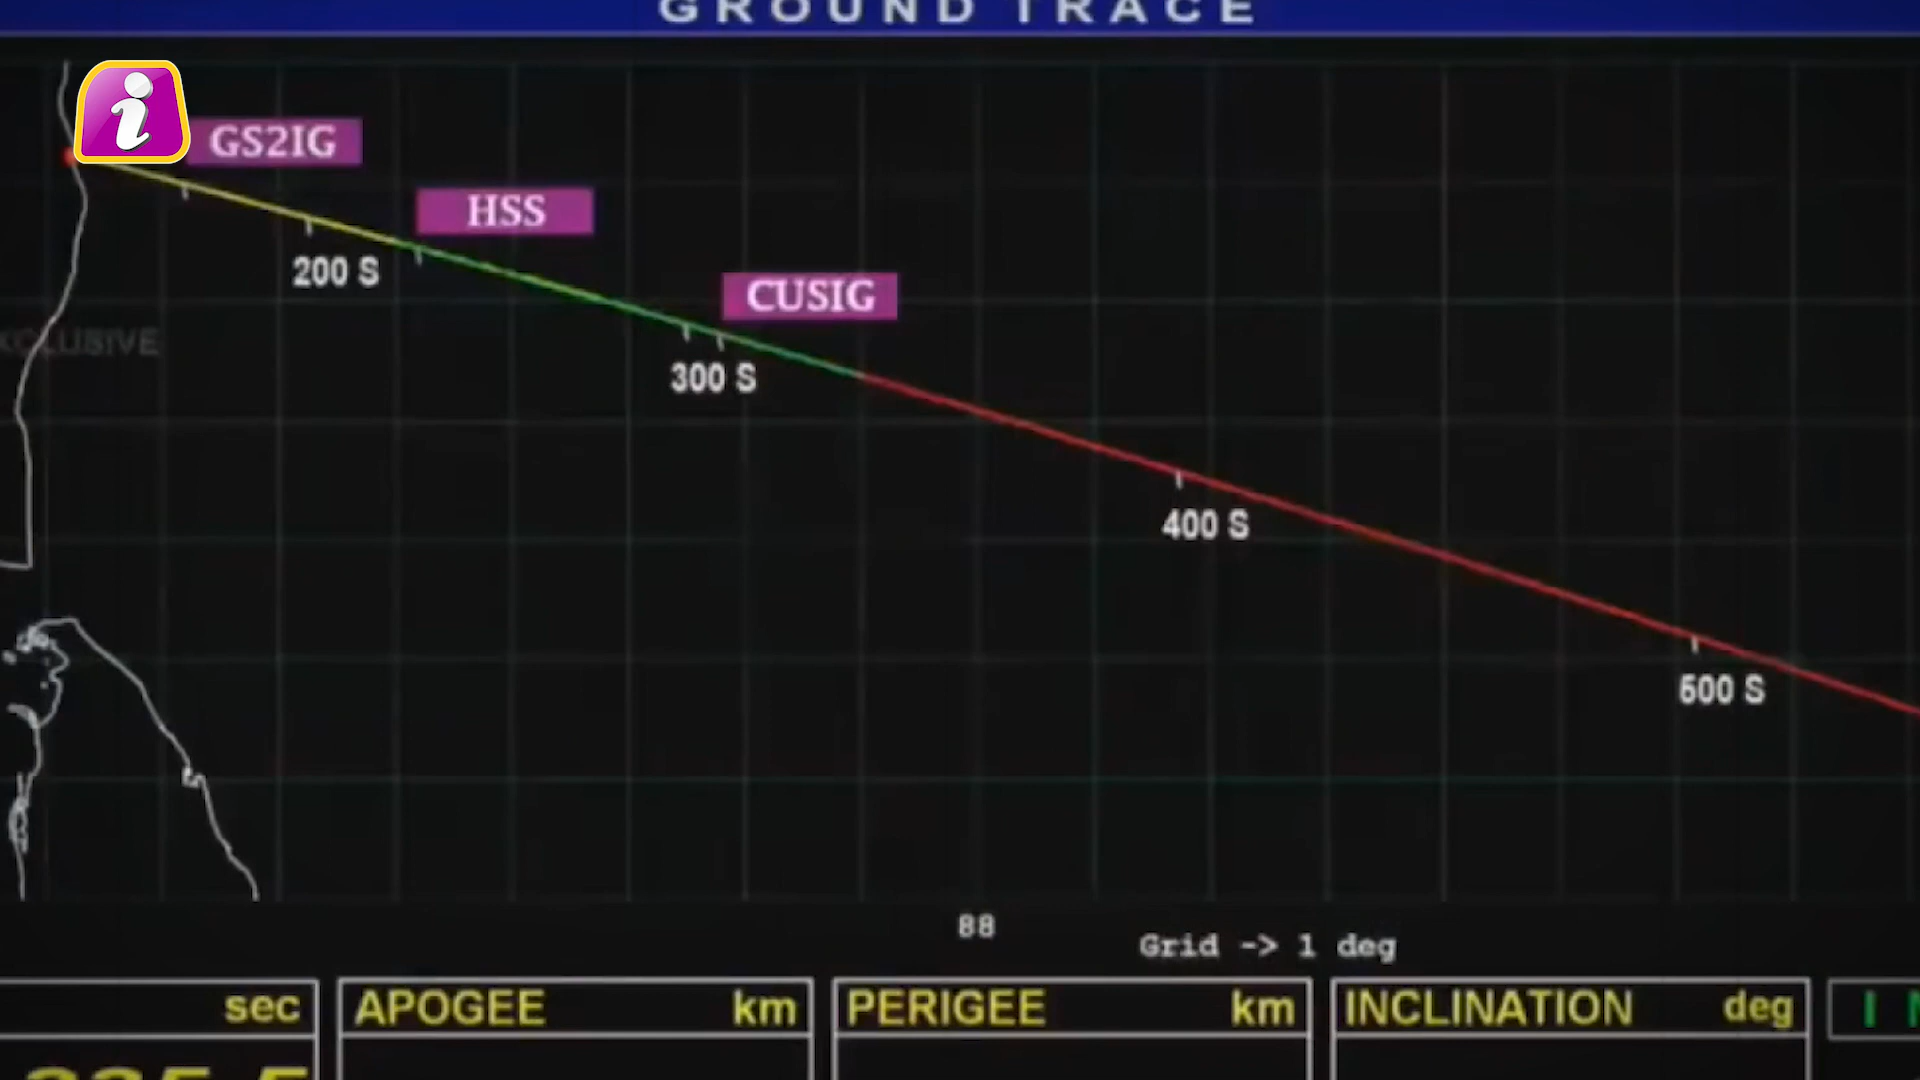 GROUND TRACE
i
GS2IG
HSS
200 S
CUSIG
XCLUSIVE
300 S
400 S
500 S
88
Grid -> 1 deg
sec
APOGEE km
PERIGEE km
INCLINATION deg